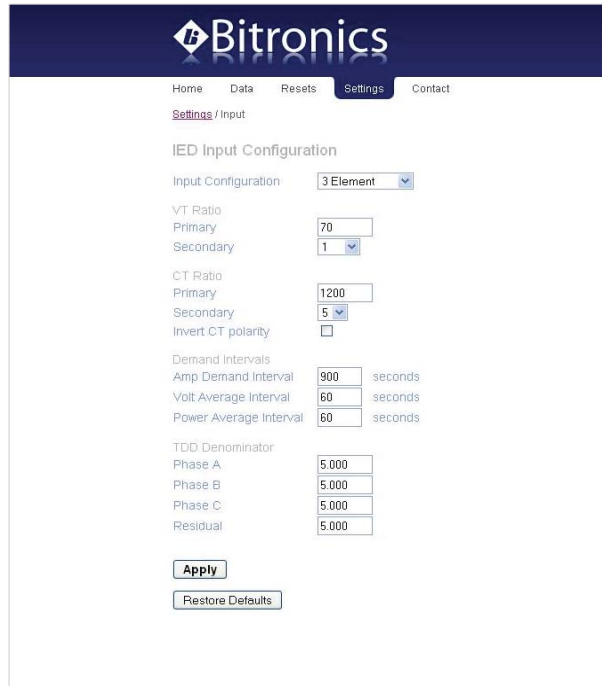 Bitronics
Home Data Resets Settings Contact
Settings / Input
IED Input Configuration
Input Configuration 3 Element
VT Ratio
Primary 70
Secondary 1
CT Ratio
Primary 1200
Secondary 5
Invert CT polarity
Demand Intervals
Amp Demand Interval 900 seconds
Volt Average Interval 60 seconds
Power Average Interval 60 seconds
TDD Denominator
Phase A 5.000
Phase B 5.000
Phase C 5.000
Residual 5.000
Apply
Restore Defaults